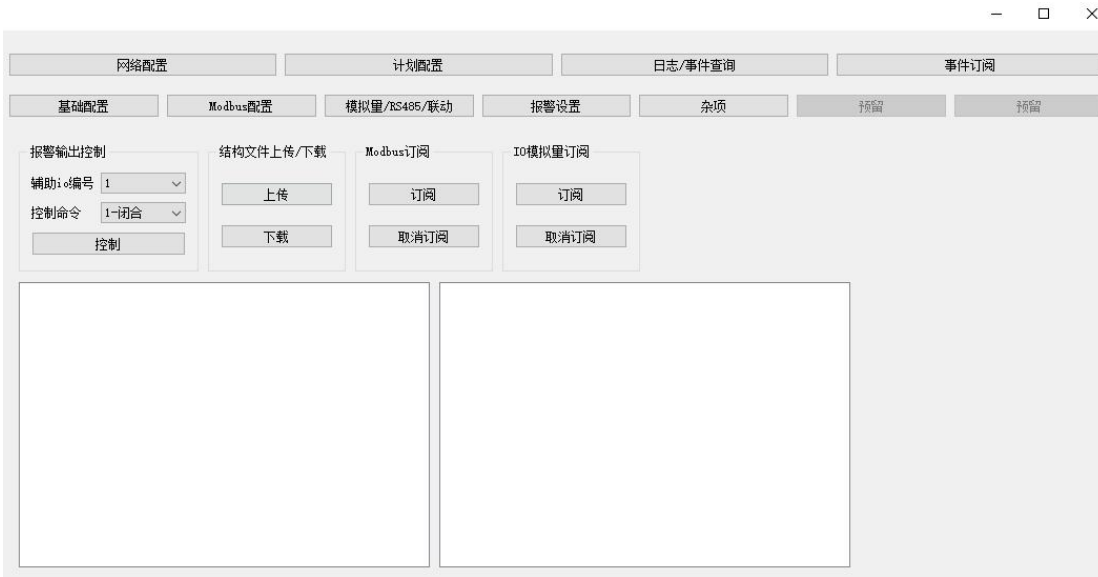 网络配置 计划配置 日志/事件查询 事件订阅
基础配置 Modbus配置 模拟量/RS485/联动 报警设置 杂项 预留 预留
报警输出控制 结构文件上传/下载 Modbus订阅 IO模拟量订阅
辅助io编号 1 上传 订阅 订阅
控制命令 1-闭合
控制 下载 取消订阅 取消订阅